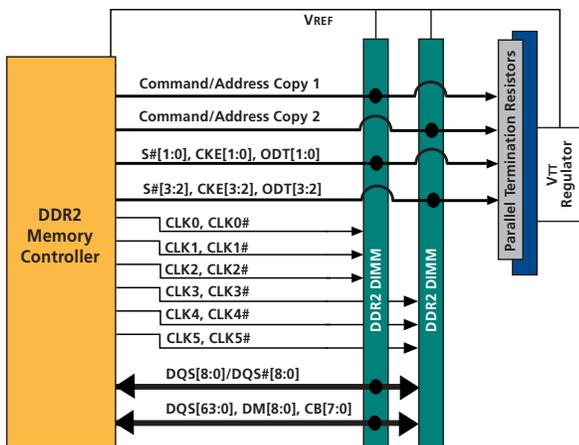 VREF
Command/Address Copy 1
Command/Address Copy 2
S#[1:0], CKE[1:0], ODT[1:0]
S#[3:2], CKE[3:2], ODT[3:2]
DDR2
Memory
Controller
CLK0, CLK0#
CLK1, CLK1#
CLK2, CLK2#
CLK3, CLK3#
CLK4, CLK4#
CLK5, CLK5#
DQS[8:0]/DQS#[8:0]
DQS[63:0], DM[8:0], CB[7:0]
DDR2 DIMM
DDR2 DIMM
Parallel Termination Resistors
VTT
Regulator